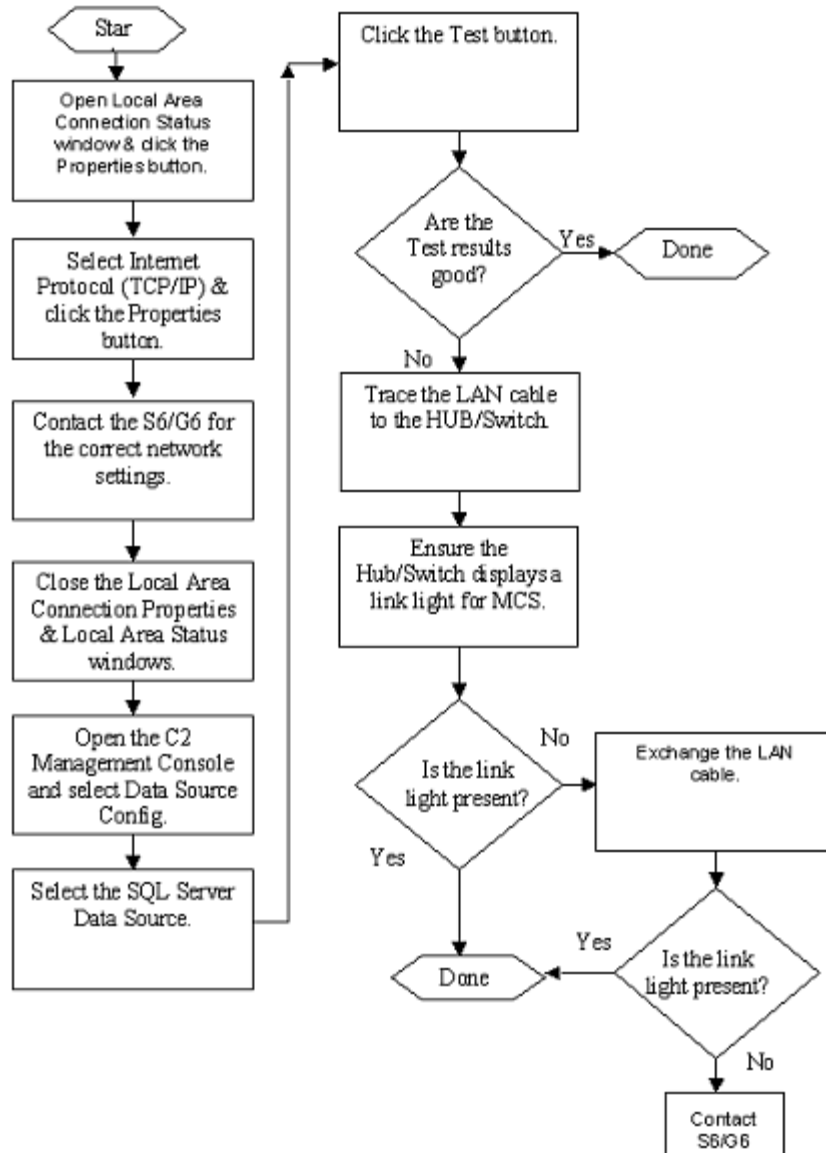 Star
Open Local Area
Connection Status
window & click the
Properties button.
Select Internet
Protocol (TCP/IP) &
click the Properties
button.
Contact the S6/G6 for
the correct network
settings.
Close the Local Area
Connection Properties
& Local Area Status
windows.
Open the C2
Management Console
and select Data Source
Config.
Select the SQL Server
Data Source.
Click the Test button.
Are the
Test results
good?
Yes
Done
No
Trace the LAN cable
to the HUB/Switch.
Ensure the
Hub/Switch displays a
link light for MCS.
Is the link
light present?
No
Yes
Exchange the LAN
cable.
Is the link
light present?
Yes
Done
No
Contact
S6/G6